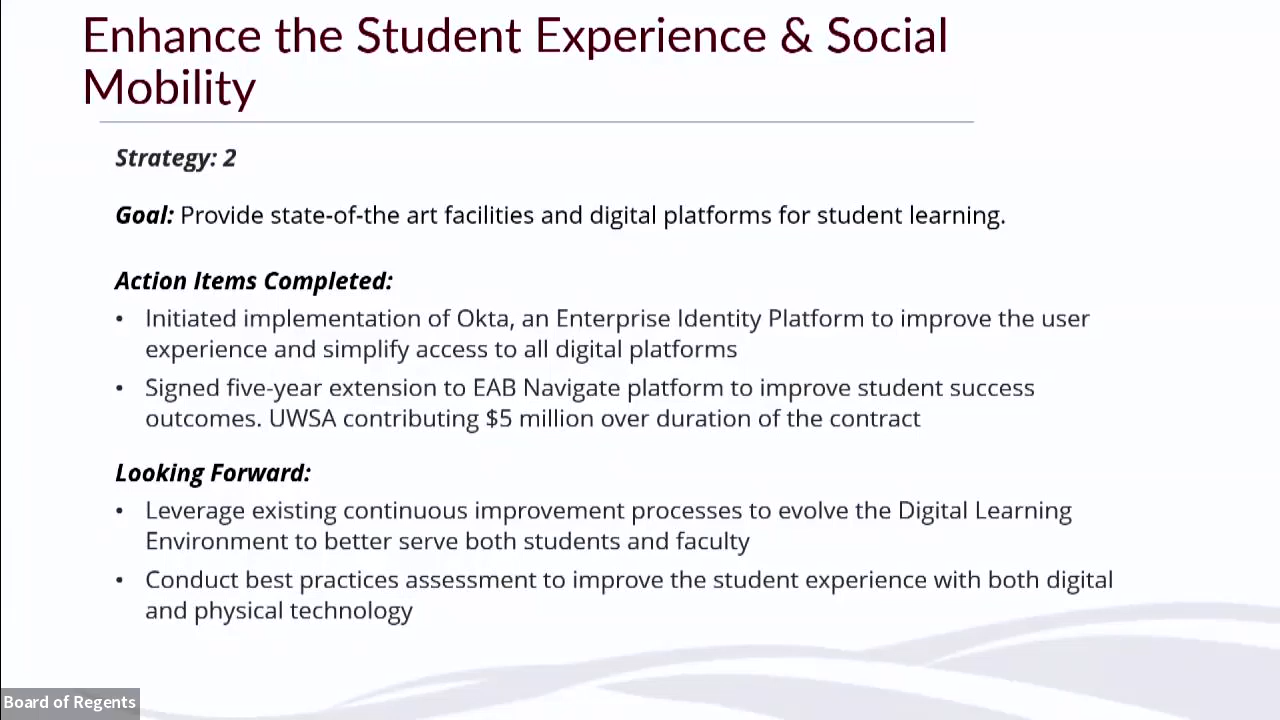 Enhance the Student Experience & Social
Mobility
Strategy: 2
Goal: Provide state-of-the art facilities and digital platforms for student learning.
Action Items Completed:
• Initiated implementation of Okta, an Enterprise Identity Platform to improve the user
experience and simplify access to all digital platforms
• Signed five-year extension to EAB Navigate platform to improve student success
outcomes. UWSA contributing $5 million over duration of the contract
Looking Forward:
• Leverage existing continuous improvement processes to evolve the Digital Learning
Environment to better serve both students and faculty
• Conduct best practices assessment to improve the student experience with both digital
and physical technology
Board of Regents